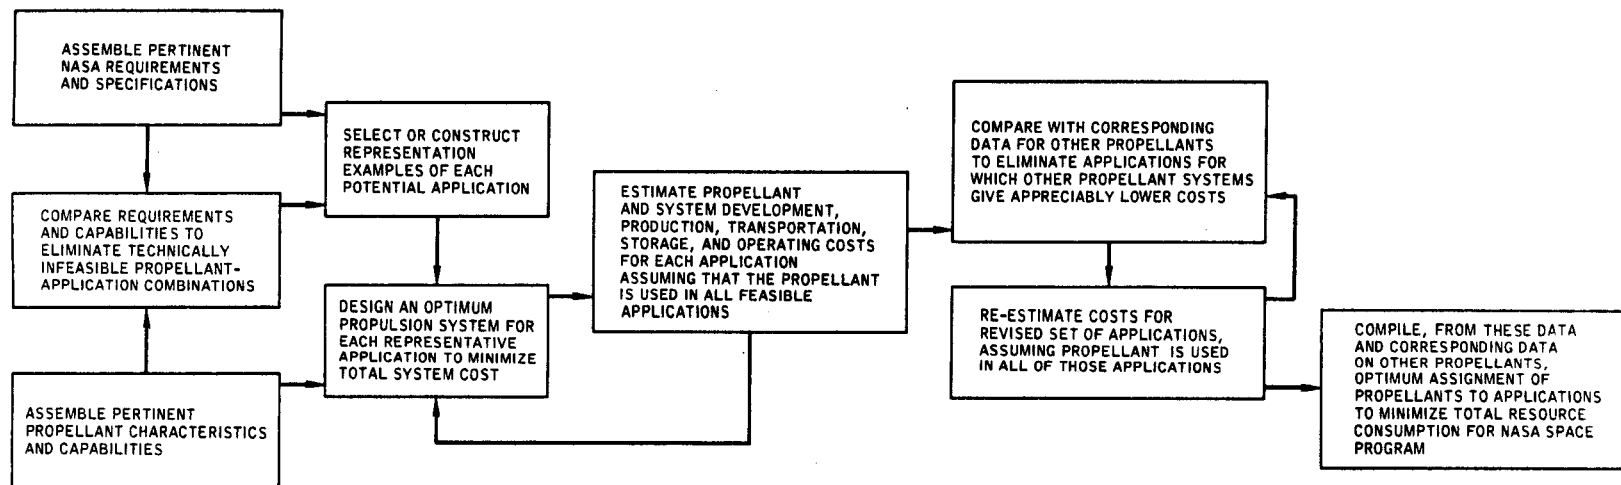 ASSEMBLE PERTINENT
NASA REQUIREMENTS
AND SPECIFICATIONS
COMPARE REQUIREMENTS
AND CAPABILITIES TO
ELIMINATE TECHNICALLY
INFEASIBLE PROPELLANT-
APPLICATION COMBINATIONS
ASSEMBLE PERTINENT
PROPELLANT CHARACTERISTICS
AND CAPABILITIES
SELECT OR CONSTRUCT
REPRESENTATION
EXAMPLES OF EACH
POTENTIAL APPLICATION
DESIGN AN OPTIMUM
PROPULSION SYSTEM FOR
EACH REPRESENTATIVE
APPLICATION TO MINIMIZE
TOTAL SYSTEM COST
ESTIMATE PROPELLANT
AND SYSTEM DEVELOPMENT,
PRODUCTION, TRANSPORTATION,
STORAGE, AND OPERATING COSTS
FOR EACH APPLICATION
ASSUMING THAT THE PROPELLANT
IS USED IN ALL FEASIBLE
APPLICATIONS
COMPARE WITH CORRESPONDING
DATA FOR OTHER PROPELLANTS
TO ELIMINATE APPLICATIONS FOR
WHICH OTHER PROPELLANT SYSTEMS
GIVE APPRECIABLY LOWER COSTS
RE-ESTIMATE COSTS FOR
REVISED SET OF APPLICATIONS,
ASSUMING PROPELLANT IS USED
IN ALL OF THOSE APPLICATIONS
COMPILE, FROM THESE DATA
AND CORRESPONDING DATA
ON OTHER PROPELLANTS,
OPTIMUM ASSIGNMENT OF
PROPELLANTS TO APPLICATIONS
TO MINIMIZE TOTAL RESOURCE
CONSUMPTION FOR NASA SPACE
PROGRAM